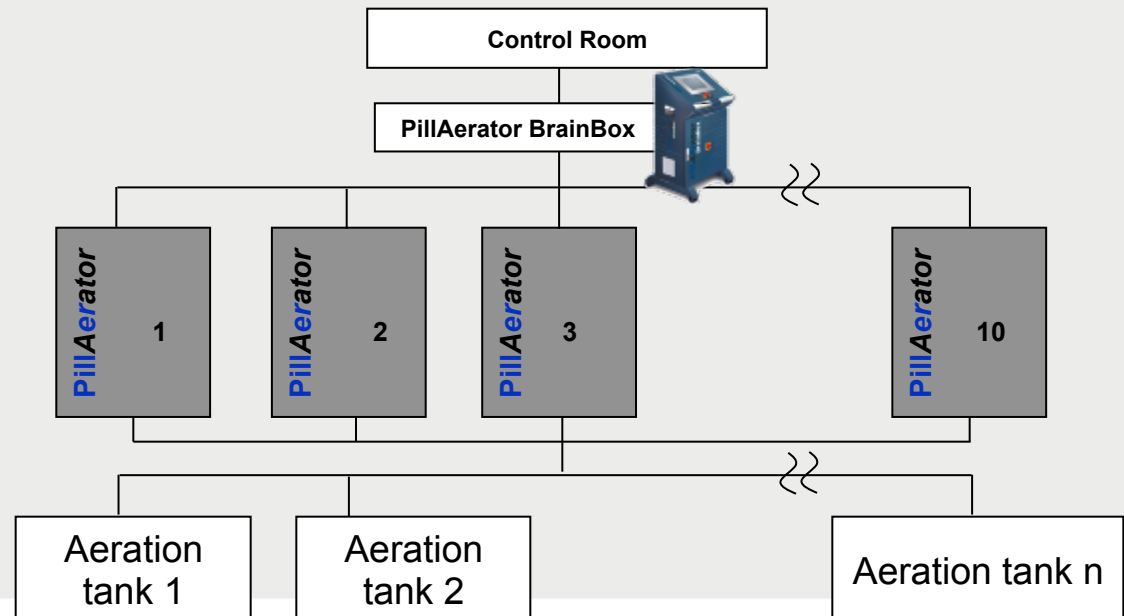 Control Room
PillAerator BrainBox
PillAerator
1
PillAerator
2
PillAerator
3
PillAerator
10
Aeration
tank 1
Aeration
tank 2
Aeration tank n